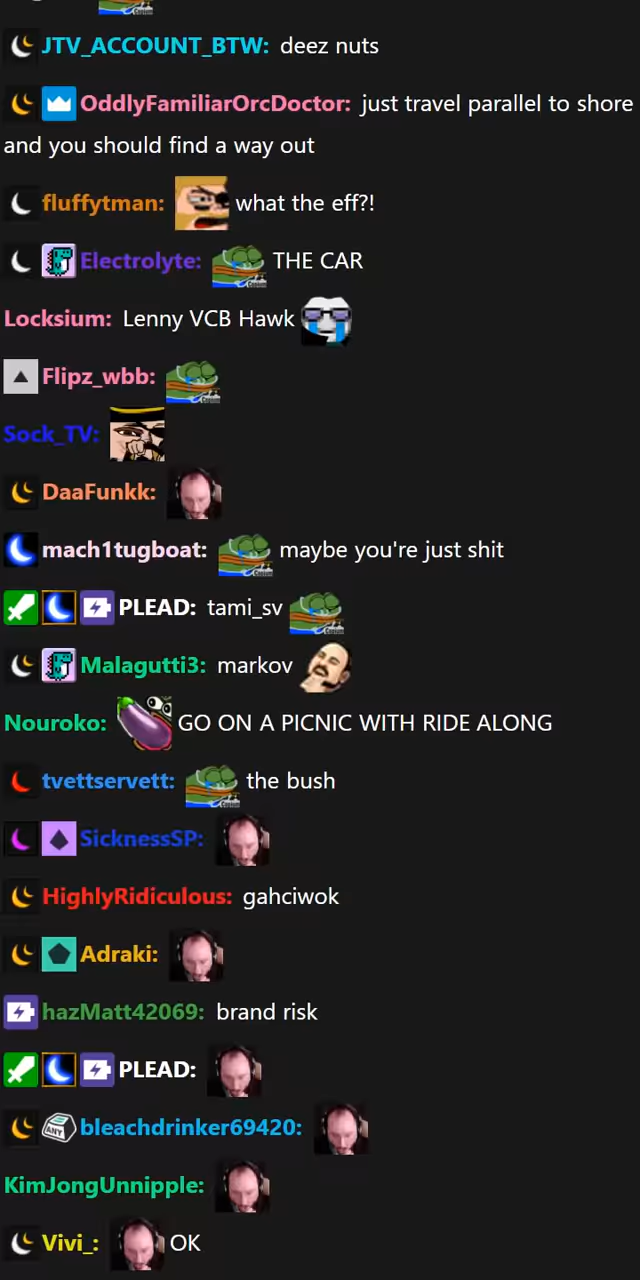 JTV_ACCOUNT_BTW: deez nuts
OddlyFamiliarOrcDoctor: just travel parallel to shore
and you should find a way out
fluffytman: what the eff?!
Electrolyte: THE CAR
Locksium: Lenny VCB Hawk
Flipz_wbb:
Sock_TV:
DaaFunkk:
mach1tugboat: maybe you're just shit
PLEAD: tami_sv
Malagutti3: markov
Nouroko: GO ON A PICNIC WITH RIDE ALONG
tvettservett: the bush
SicknessSP:
HighlyRidiculous: gahciwok
Adraki:
hazMatt42069: brand risk
PLEAD:
ANY bleachdrinker69420:
KimJongUnnipple:
Vivi_: OK